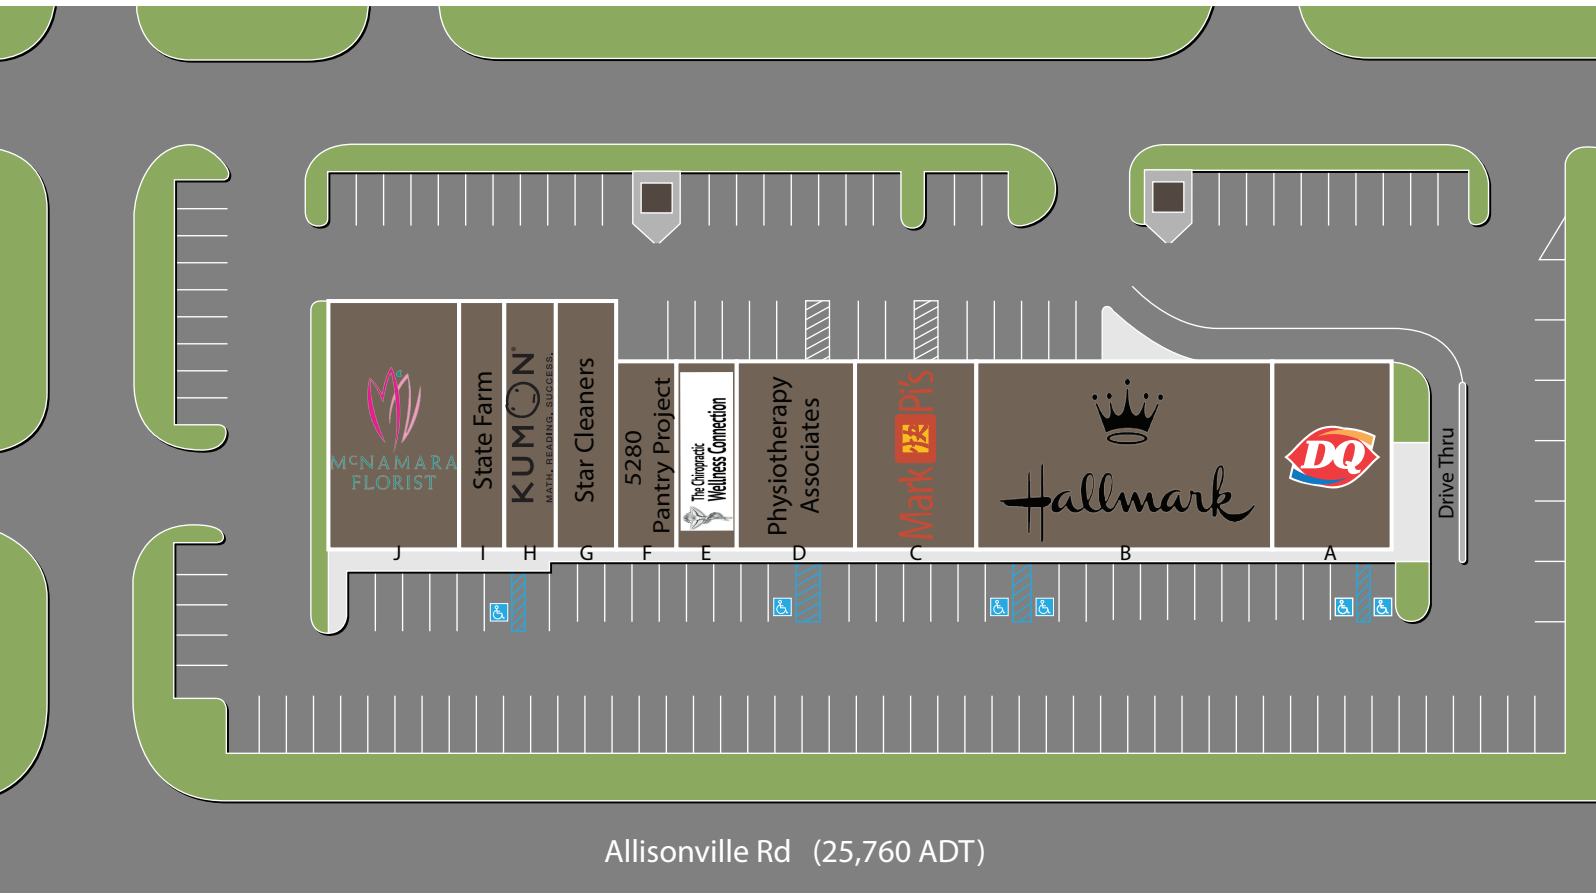 McNAMARA
FLORIST
State Farm
KUMON®
MATH. READING. SUCCESS.
Star Cleaners
5280
Pantry Project
The Chiropractic
Wellness Connection
Physiotherapy
Associates
Mark Pi's
Hallmark
DQ
Drive Thru
J I H G F E D C B A
Allisonville Rd (25,760 ADT)